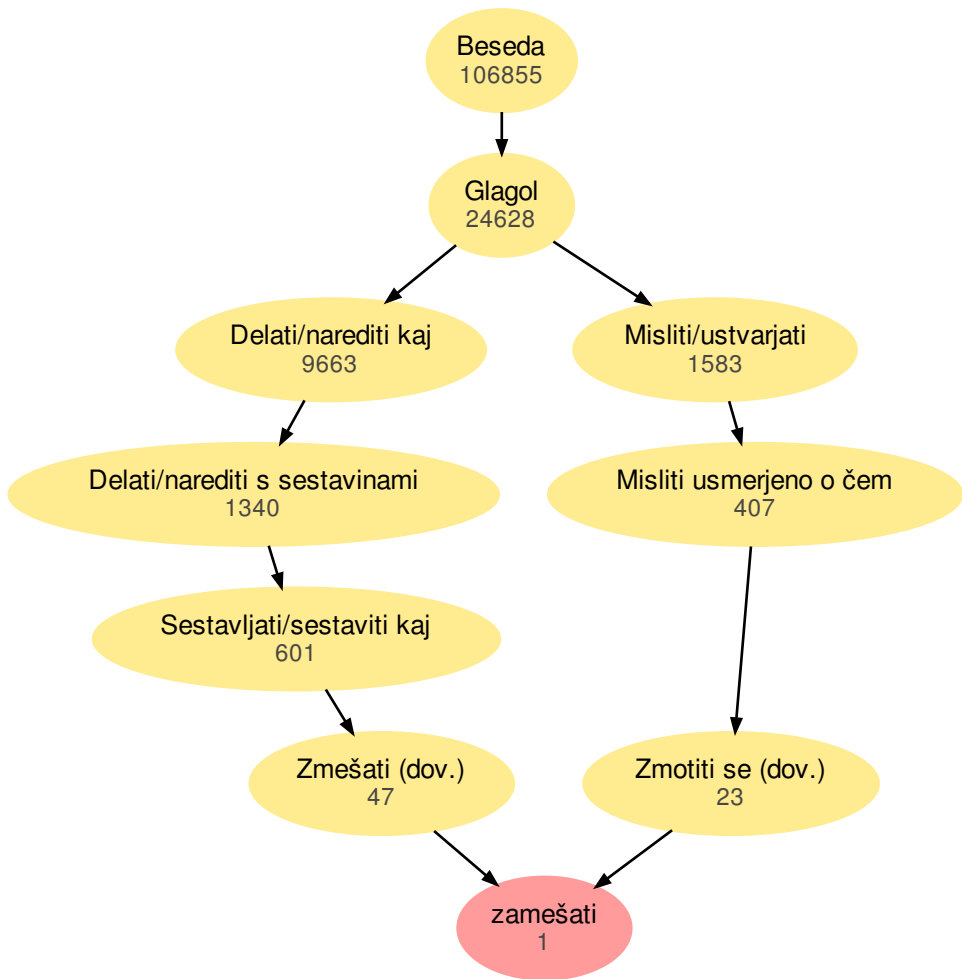 Beseda
106855
Glagol
24628
Delati/narediti kaj
9663
Misliti/ustvarjati
1583
Delati/narediti s sestavinami
1340
Misliti usmerjeno o čem
407
Sestavljati/sestaviti kaj
601
Zmešati (dov.)
47
Zmotiti se (dov.)
23
zamešati
1